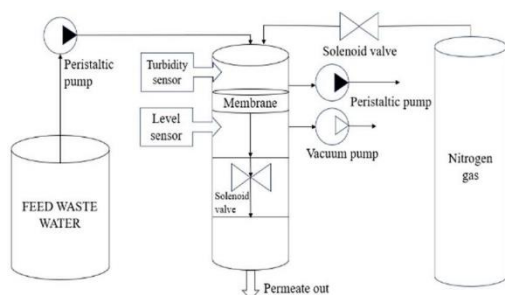 Solenoid valve
Peristaltic
pump
Turbidity
sensor
Membrane
Peristaltic pump
Level
sensor
Vacuum pump
Nitrogen
gas
Solenoid
valve
FEED WASTE
WATER
Permeate out